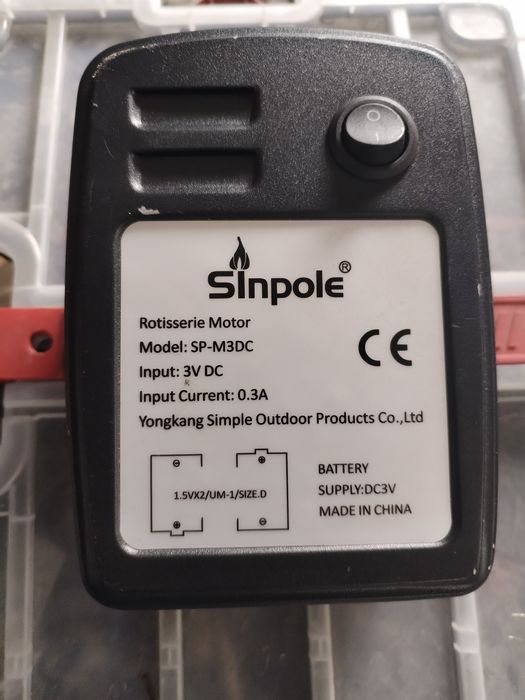 Sinpole®
Rotisserie Motor
Model: SP-M3DC
Input: 3V DC
Input Current: 0.3A
Yongkang Simple Outdoor Products Co.,Ltd
CE
1.5VX2/UM-1/SIZE.D
BATTERY
SUPPLY:DC3V
MADE IN CHINA